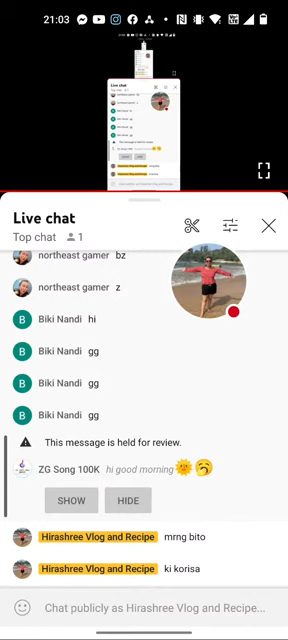 21:03
Live chat
Top chat 1
northeast gamer bz
northeast gamer z
B Biki Nandi hi
B Biki Nandi gg
B Biki Nandi gg
B Biki Nandi gg
This message is held for review.
ZG Song 100K hi good morning🌞🥱
SHOW HIDE
Hirashree Vlog and Recipe mrng bito
Hirashree Vlog and Recipe ki korisa
Chat publicly as Hirashree Vlog and Recipe...